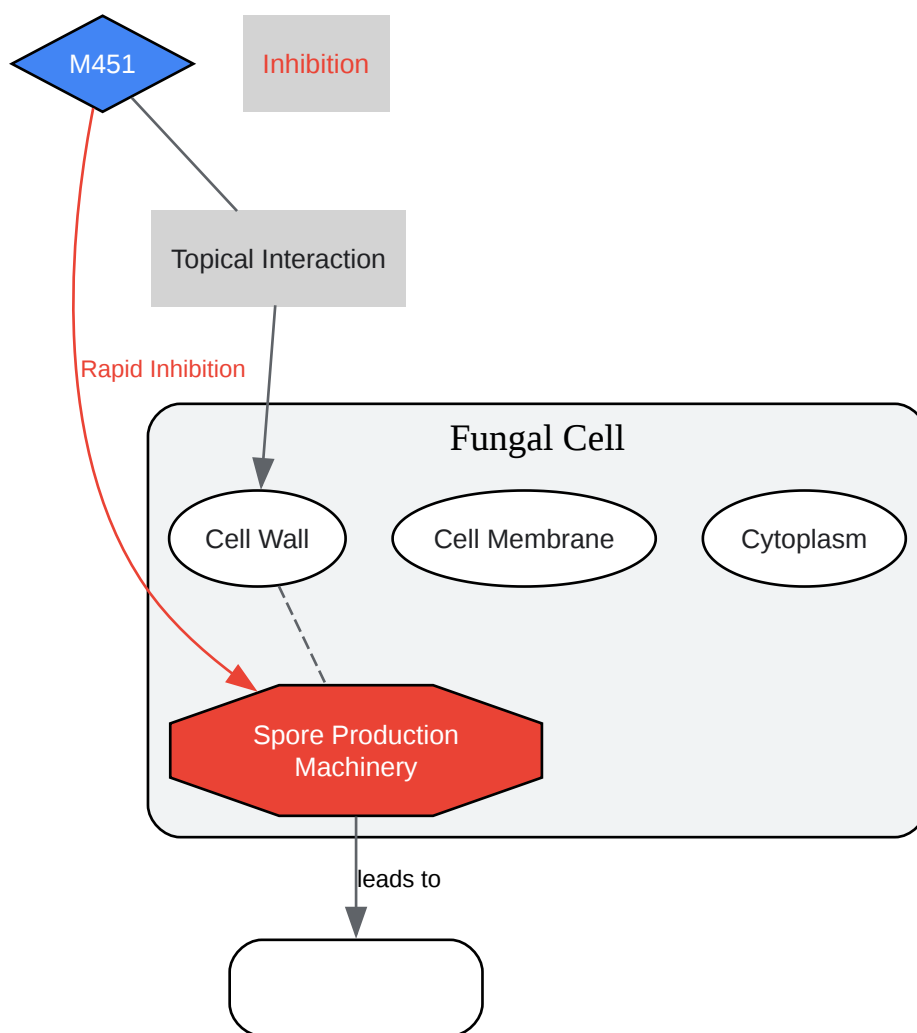 M451
Inhibition
Topical Interaction
Rapid Inhibition
Fungal Cell
Cell Wall
Cell Membrane
Cytoplasm
Spore Production
Machinery
leads to